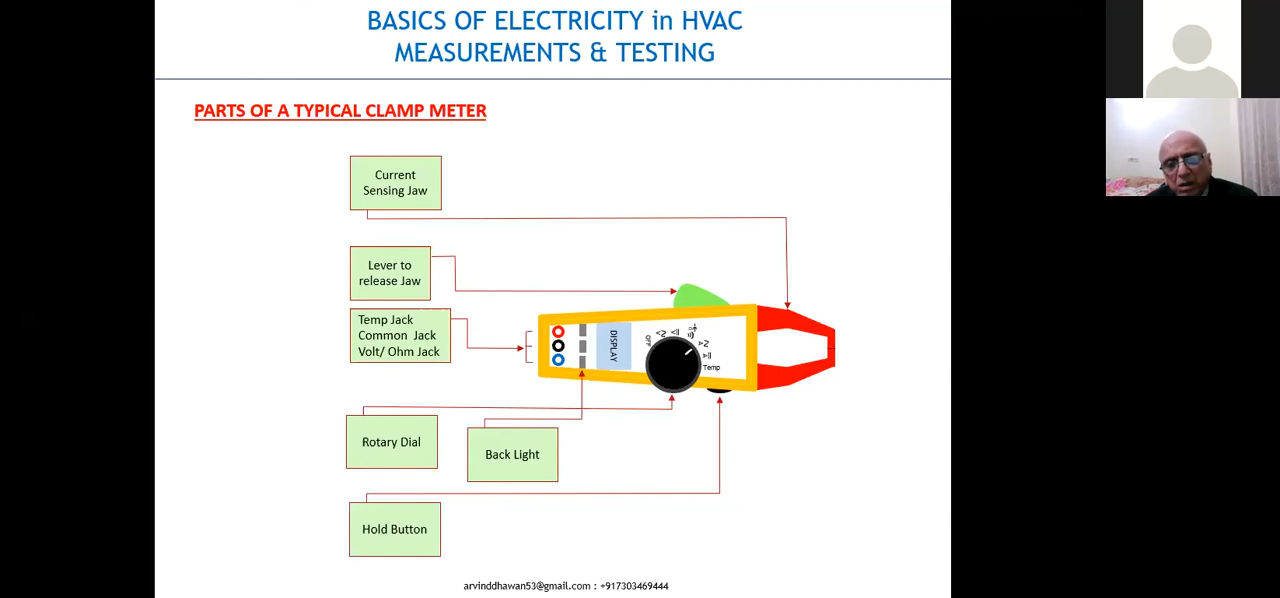 BASICS OF ELECTRICITY in HVAC
MEASUREMENTS & TESTING
PARTS OF A TYPICAL CLAMP METER
Current
Sensing Jaw
Lever to
release Jaw
Temp Jack
Common Jack
Volt/ Ohm Jack
DISPLAY
OFF
Temp
Rotary Dial
Back Light
Hold Button
arvinddhawan53@gmail.com : +917303469444